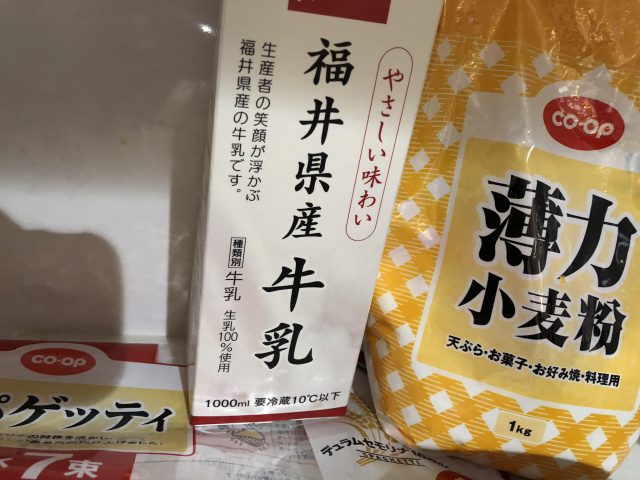 やさしい味わい
福井県産牛乳
生産者の笑顔が浮かぶ
福井県産の牛乳です。
種類別 牛乳 生乳100%使用
1000ml 要冷蔵10℃以下
CO・OP
薄力
小麦粉
天ぷら・お菓子・お好み焼・料理用
1kg
CO・OP
パゲッティ
7束
デュラムセモリナ